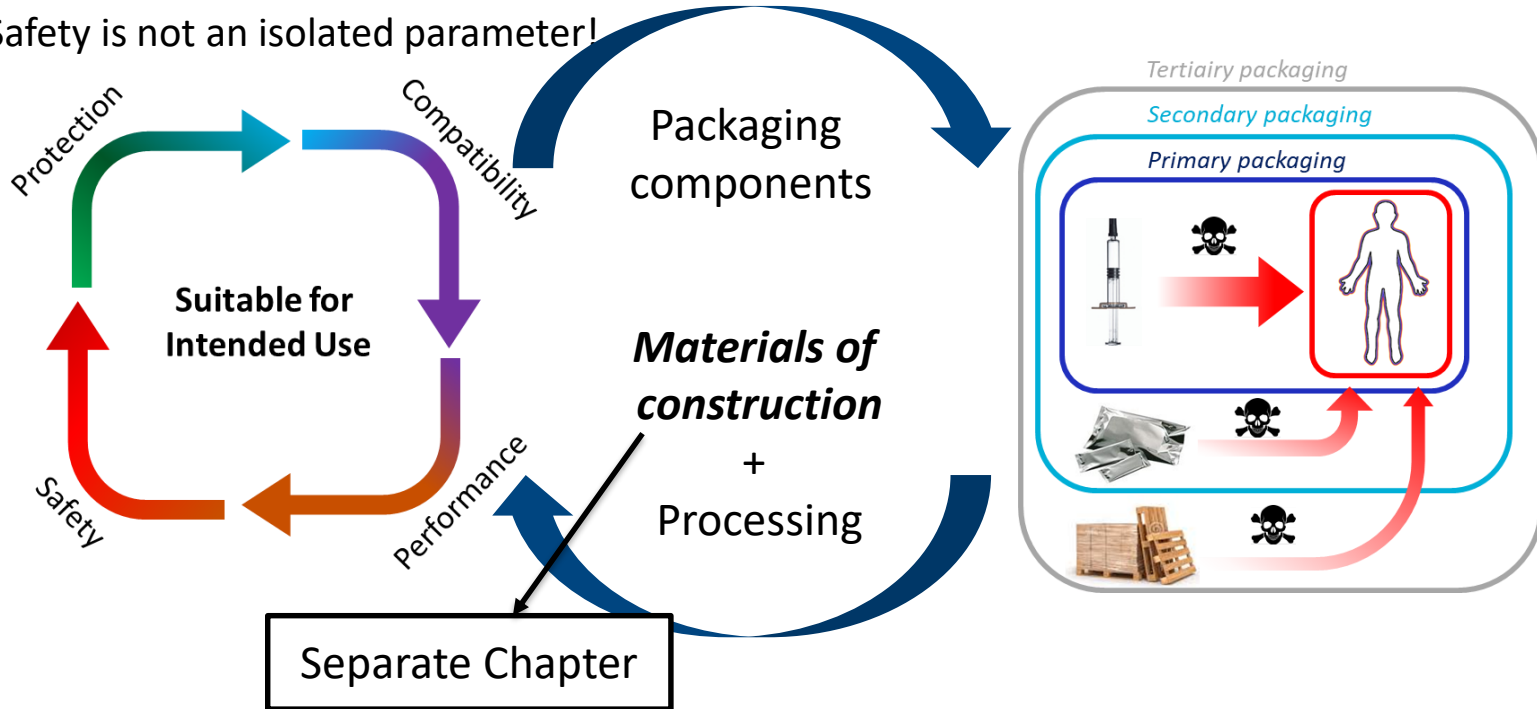 Safety is not an isolated parameter!
Protection
Compatibility
Suitable for
Intended Use
Safety
Performance
Packaging
components
Materials of
construction
+
Processing
Separate Chapter
Tertiairy packaging
Secondary packaging
Primary packaging